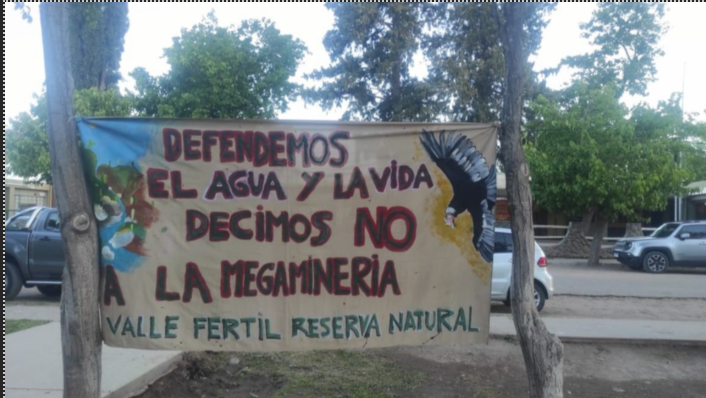 DEFENDEMOS
EL AGUA Y LA VIDA
DECIMOS NO
A LA MEGAMINERIA
VALLE FERTIL RESERVA NATURAL